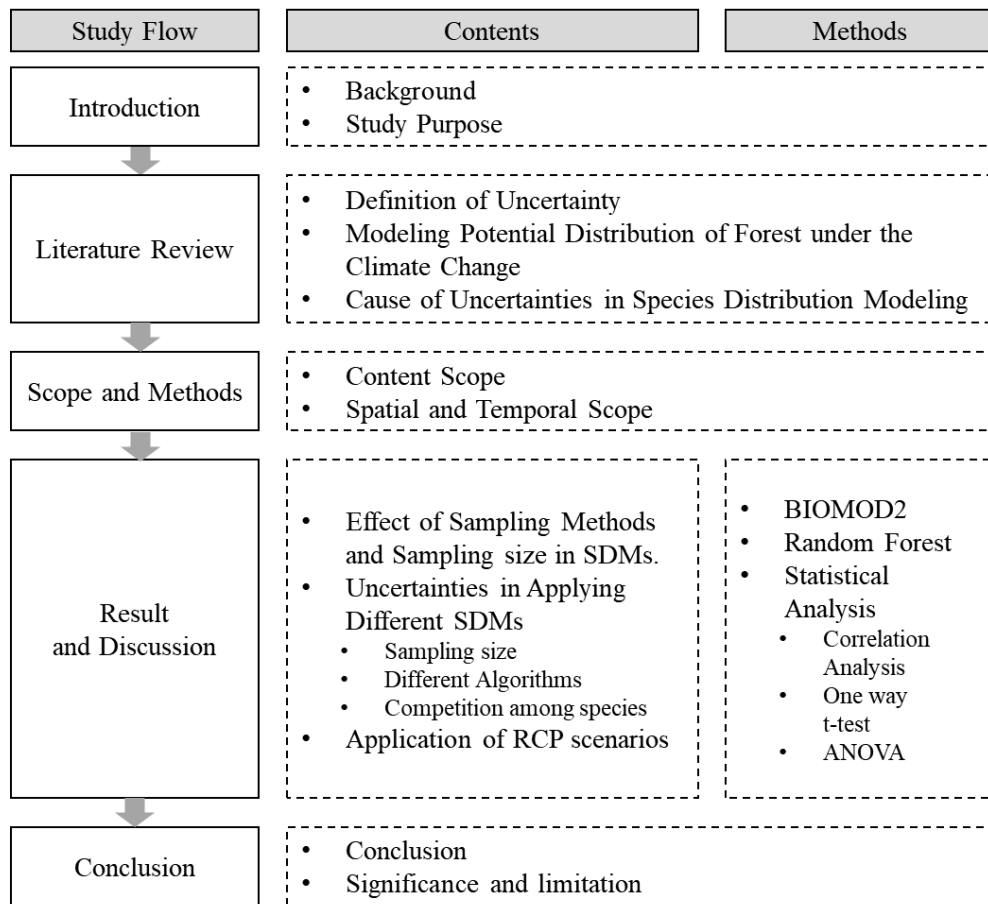 Study Flow
Contents
Methods
Introduction
• Background
• Study Purpose
Literature Review
• Definition of Uncertainty
• Modeling Potential Distribution of Forest under the
Climate Change
• Cause of Uncertainties in Species Distribution Modeling
Scope and Methods
• Content Scope
• Spatial and Temporal Scope
Result
and Discussion
• Effect of Sampling Methods
and Sampling size in SDMs.
• Uncertainties in Applying
Different SDMs
• Sampling size
• Different Algorithms
• Competition among species
• Application of RCP scenarios
• BIOMOD2
• Random Forest
• Statistical
Analysis
• Correlation
Analysis
• One way
t-test
• ANOVA
Conclusion
• Conclusion
• Significance and limitation